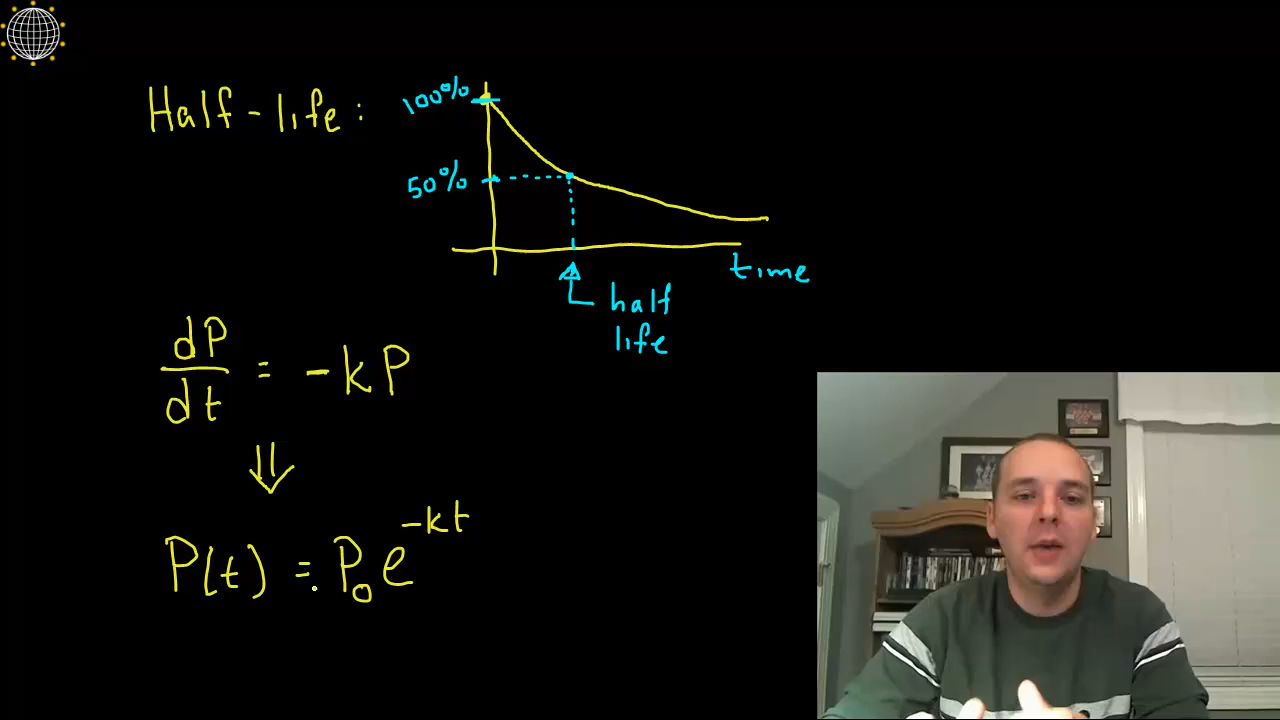 Half-life:
100%
50%
time
half
life
dP
dt
= -kP
⇓
P(t) = P₀e^{-kt}